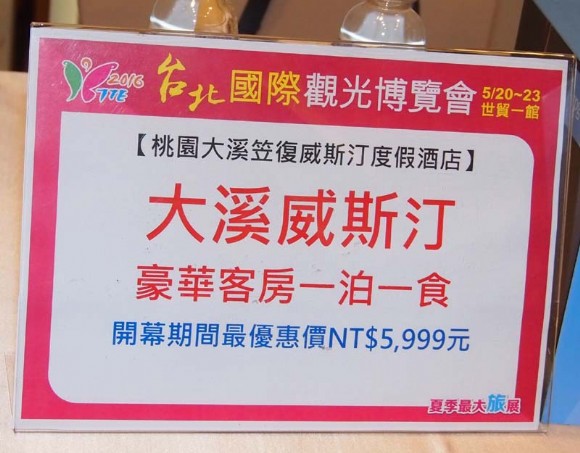 2016
TTE
台北國際觀光博覽會
5/20~23
世貿一館
【桃園大溪笠復威斯汀度假酒店】
大溪威斯汀
豪華客房一泊一食
開幕期間最優惠價NT$5,999元
夏季最大旅展